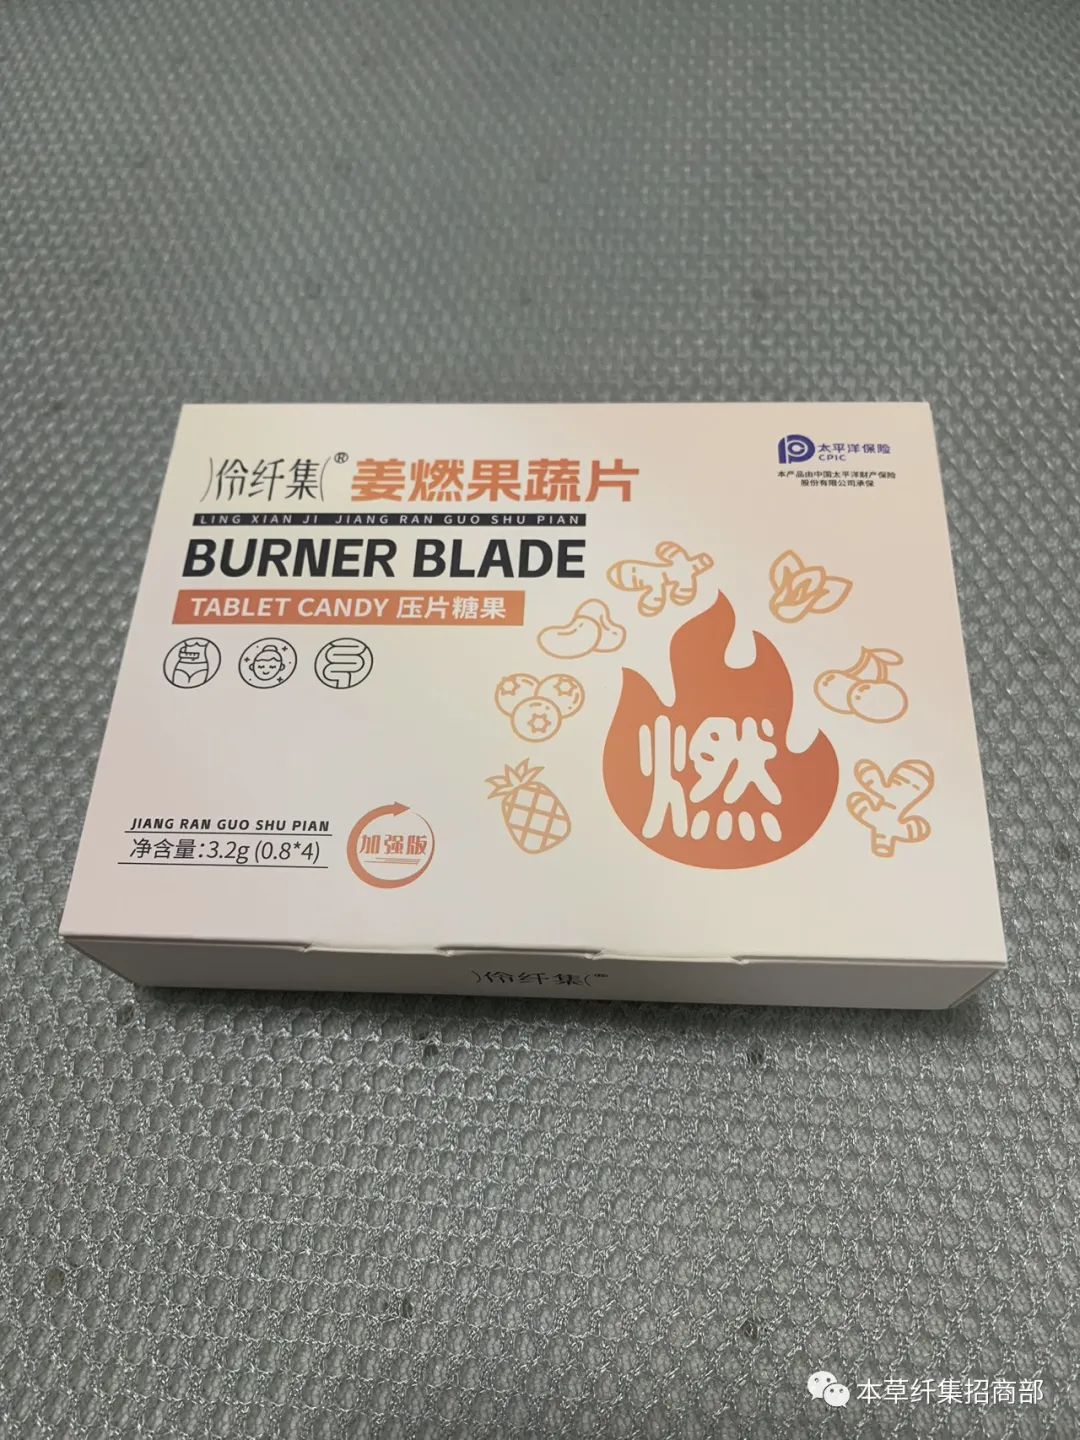 伶纤集® 姜燃果蔬片
LING XIAN JI JIANG RAN GUO SHU PIAN
BURNER BLADE
TABLET CANDY 压片糖果
太平洋保险
CPIC
本产品由中国太平洋财产保险
股份有限公司承保
燃
JIANG RAN GUO SHU PIAN
净含量:3.2g (0.8*4)
加强版
伶纤集®
本草纤集招商部